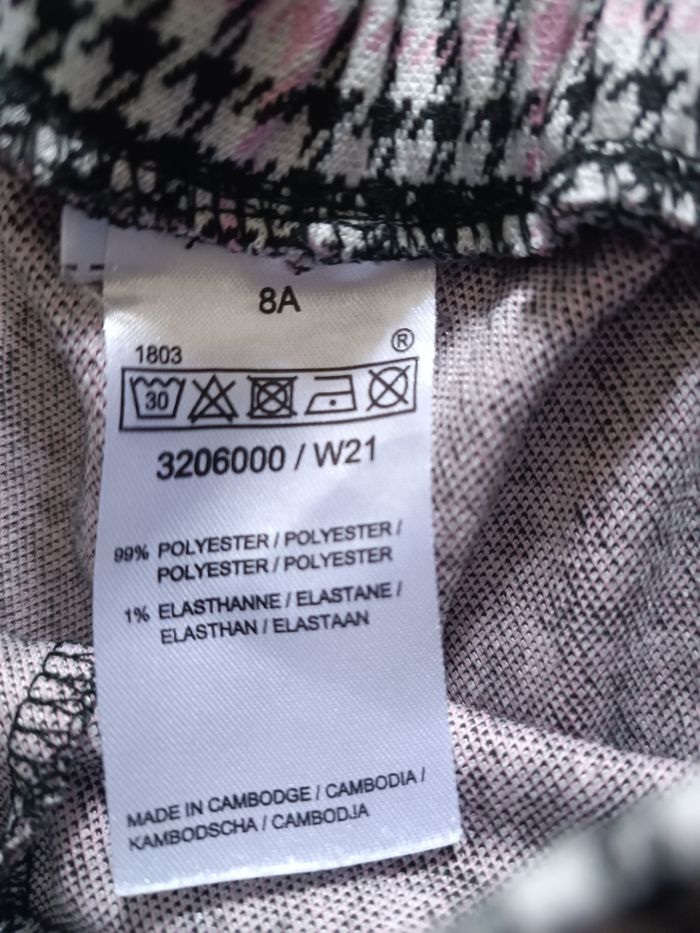 8A
1803 ®
30
3206000 / W21
99% POLYESTER / POLYESTER /
POLYESTER / POLYESTER
1% ELASTHANNE / ELASTANE /
ELASTHAN / ELASTAAN
MADE IN CAMBODGE / CAMBODIA /
KAMBODSCHA / CAMBODJA